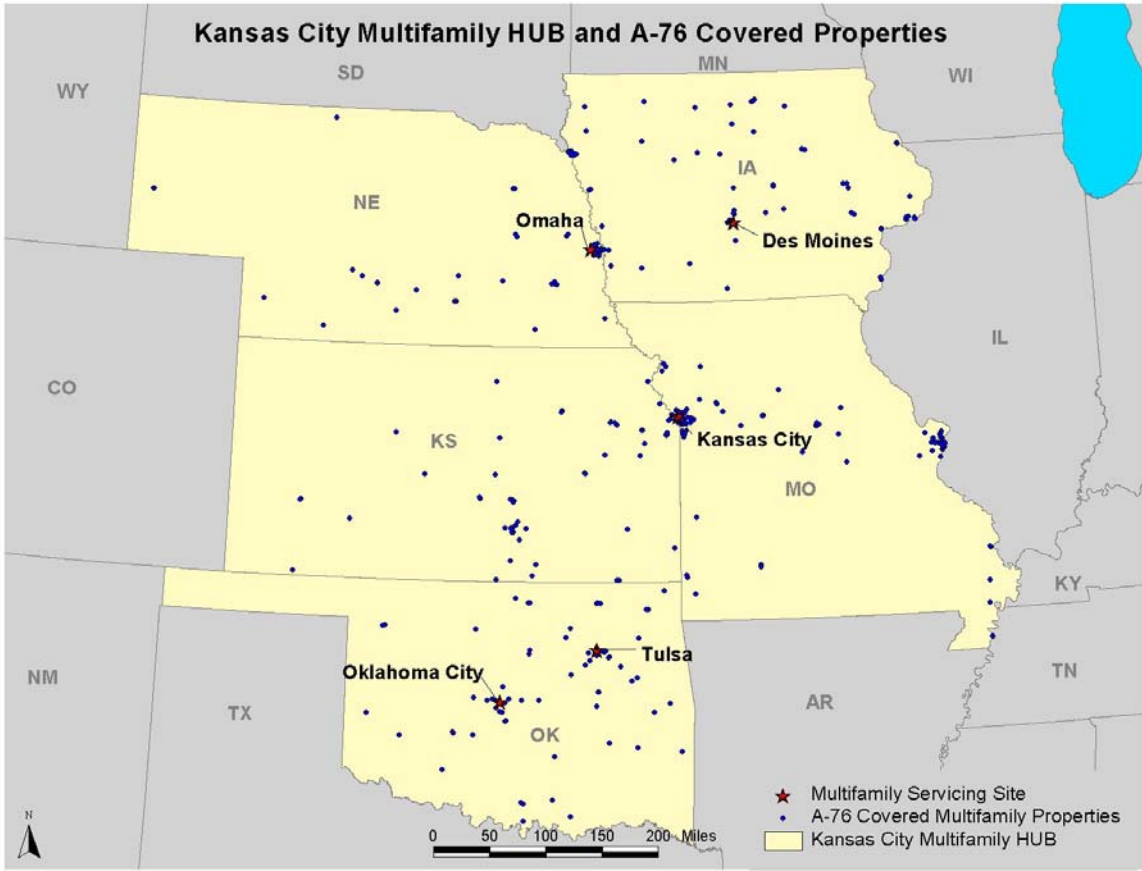 Kansas City Multifamily HUB and A-76 Covered Properties
SD
MN
WI
WY
IA
NE
Omaha
Des Moines
IL
CO
KS
Kansas City
MO
KY
Tulsa
Oklahoma City
NM
TX
OK
AR
TN
Multifamily Servicing Site
A-76 Covered Multifamily Properties
Kansas City Multifamily HUB
N
0 50 100 150 200 Miles